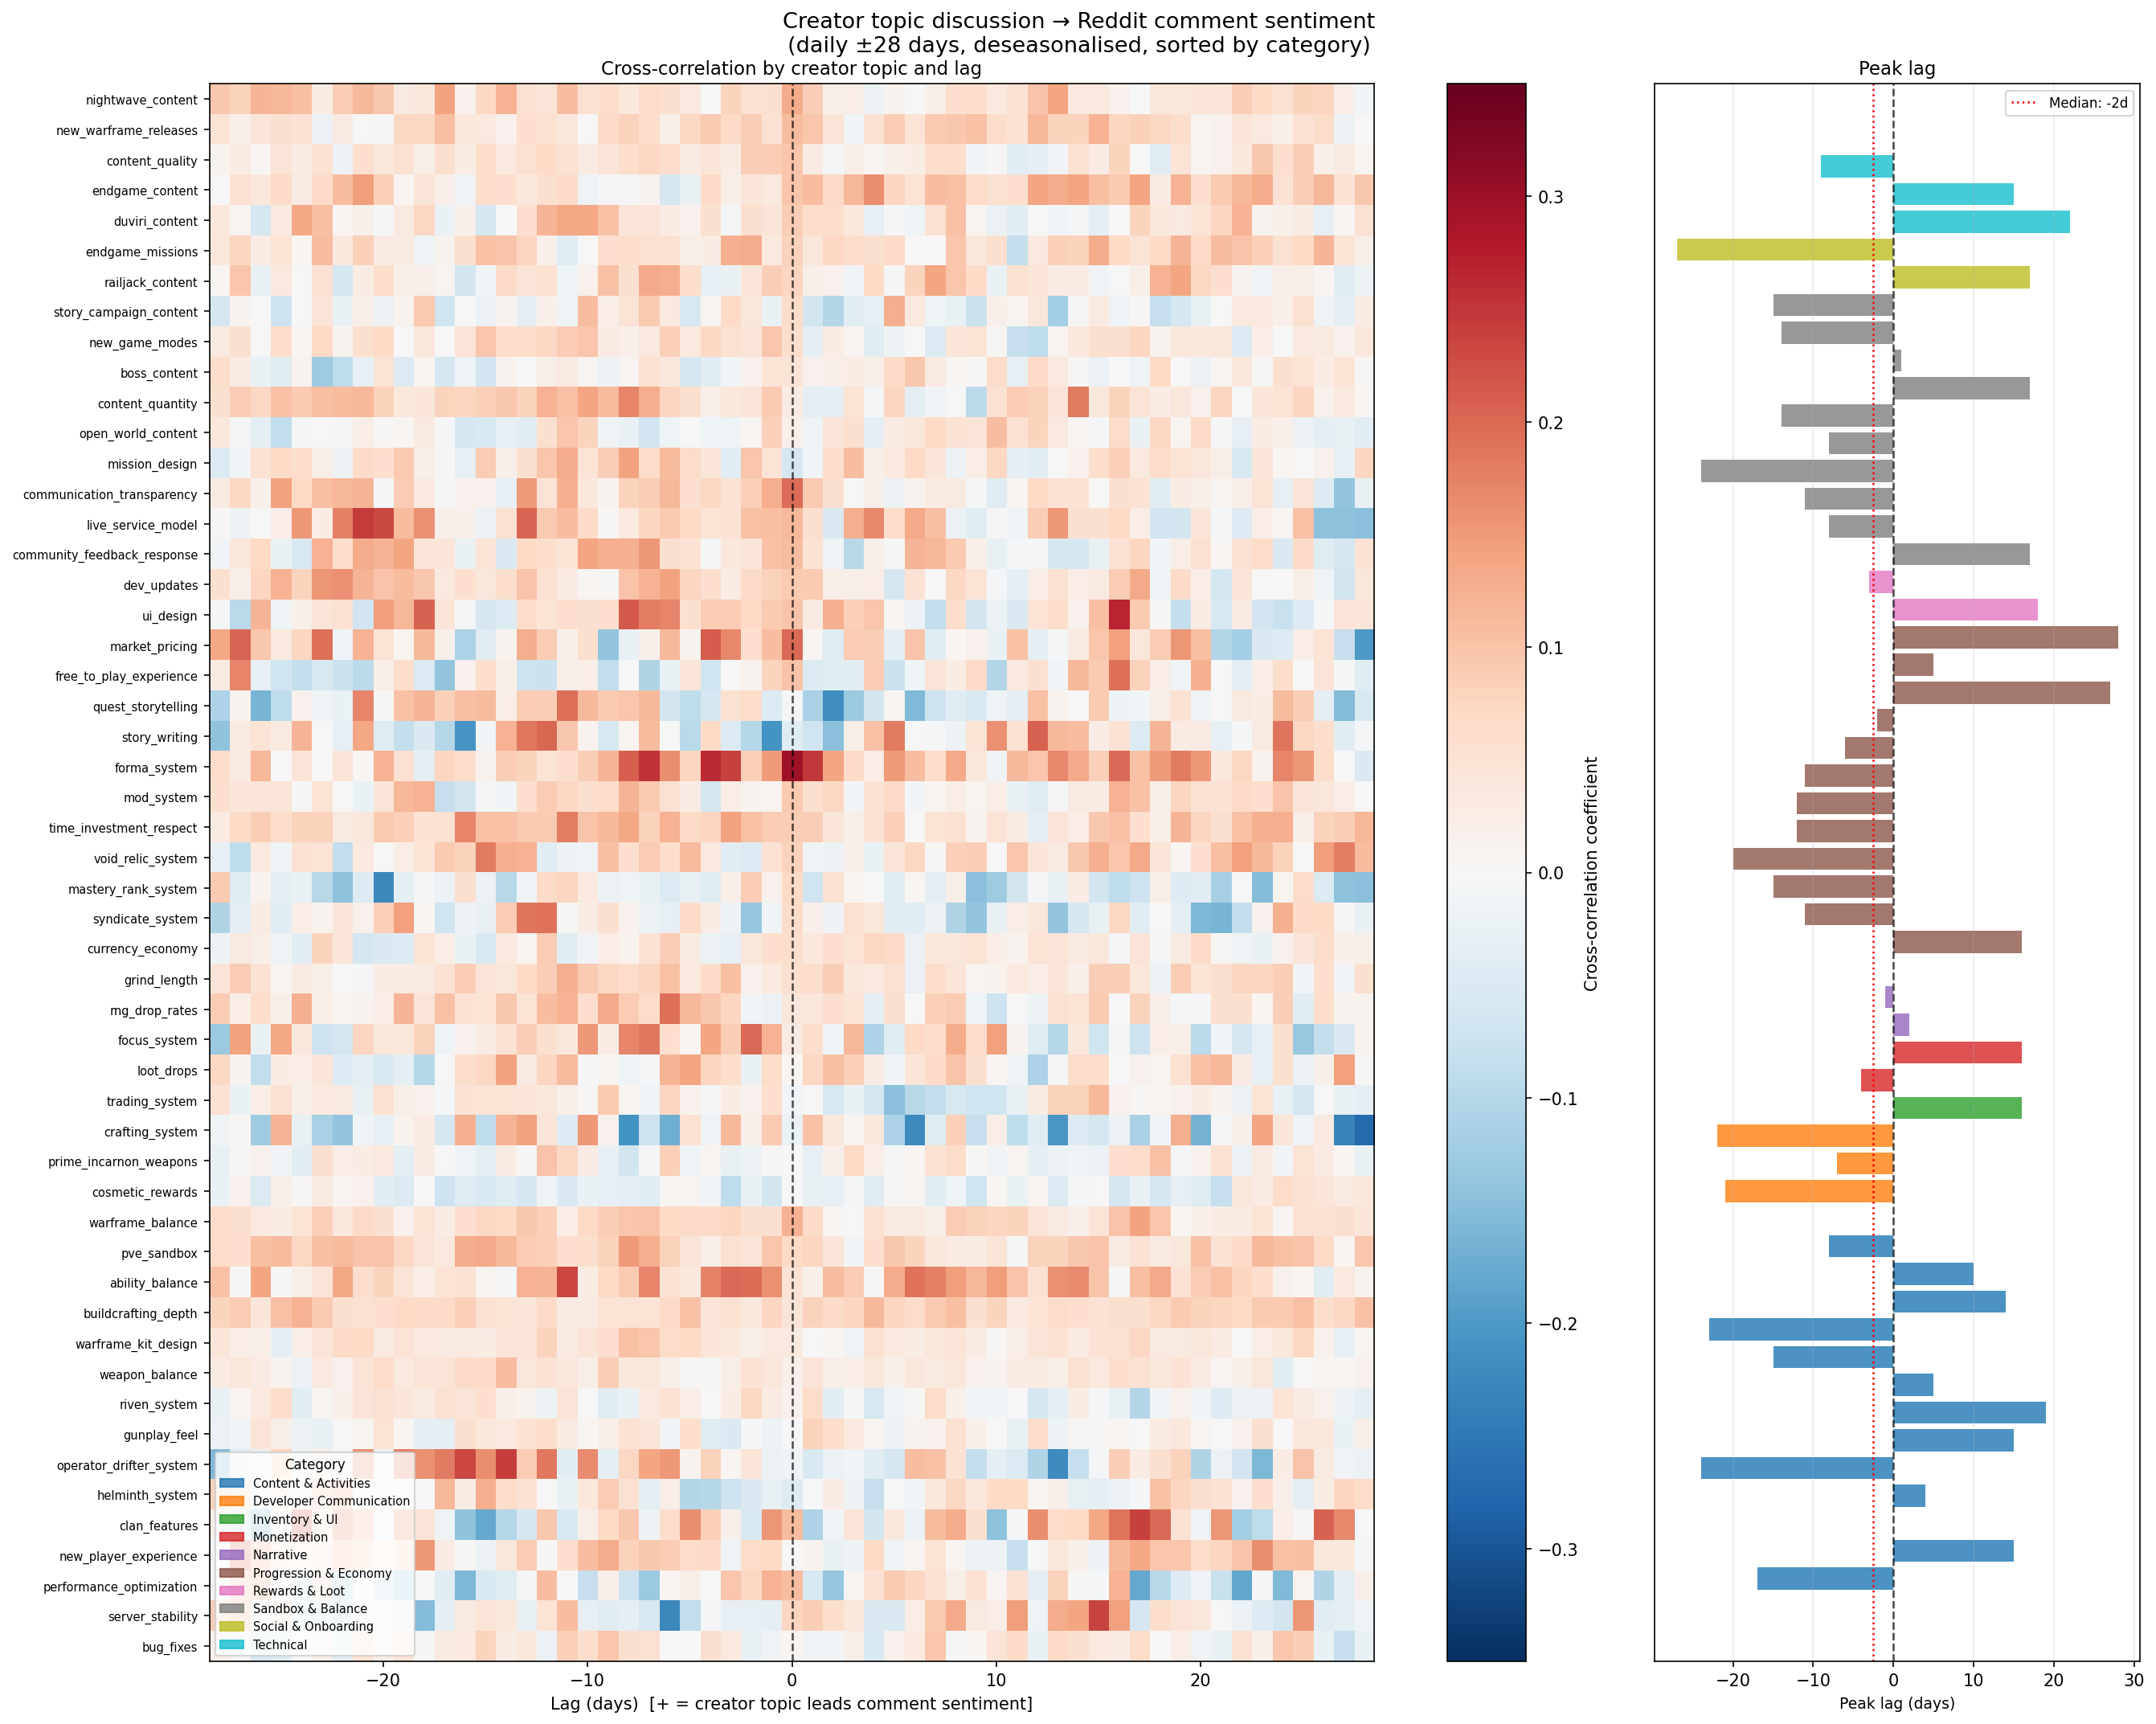 Creator topic discussion → Reddit comment sentiment
(daily ±28 days, deseasonalised, sorted by category)
Cross-correlation by creator topic and lag
nightwave_content
new_warframe_releases
content_quality
endgame_content
duviri_content
endgame_missions
railjack_content
story_campaign_content
new_game_modes
boss_content
content_quantity
open_world_content
mission_design
communication_transparency
live_service_model
community_feedback_response
dev_updates
ui_design
market_pricing
free_to_play_experience
quest_storytelling
story_writing
forma_system
mod_system
time_investment_respect
void_relic_system
mastery_rank_system
syndicate_system
currency_economy
grind_length
rng_drop_rates
focus_system
loot_drops
trading_system
crafting_system
prime_incarnon_weapons
cosmetic_rewards
warframe_balance
pve_sandbox
ability_balance
buildcrafting_depth
warframe_kit_design
weapon_balance
riven_system
gunplay_feel
operator_drifter_system
helminth_system
clan_features
new_player_experience
performance_optimization
server_stability
bug_fixes
Category
Content & Activities
Developer Communication
Inventory & UI
Monetization
Narrative
Progression & Economy
Rewards & Loot
Sandbox & Balance
Social & Onboarding
Technical
−20 −10 0 10 20
Lag (days) [+ = creator topic leads comment sentiment]
0.3
0.2
0.1
0.0
−0.1
−0.2
−0.3
Cross-correlation coefficient
Peak lag
Median: -2d
−20 −10 0 10 20 30
Peak lag (days)